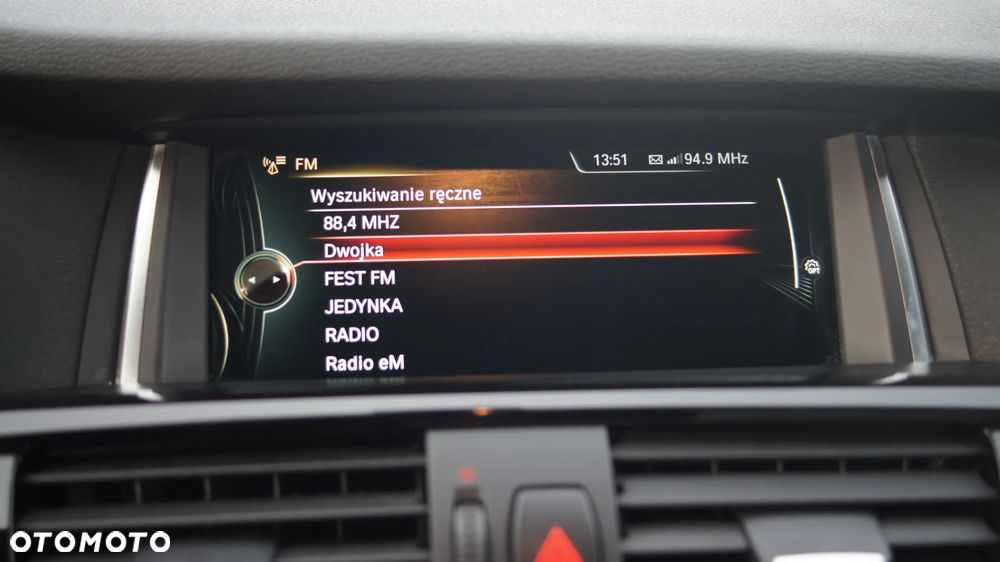 FM
13:51 94.9 MHz
Wyszukiwanie ręczne
88,4 MHZ
Dwojka
FEST FM
JEDYNKA
RADIO
Radio eM
OPT
OTOMOTO